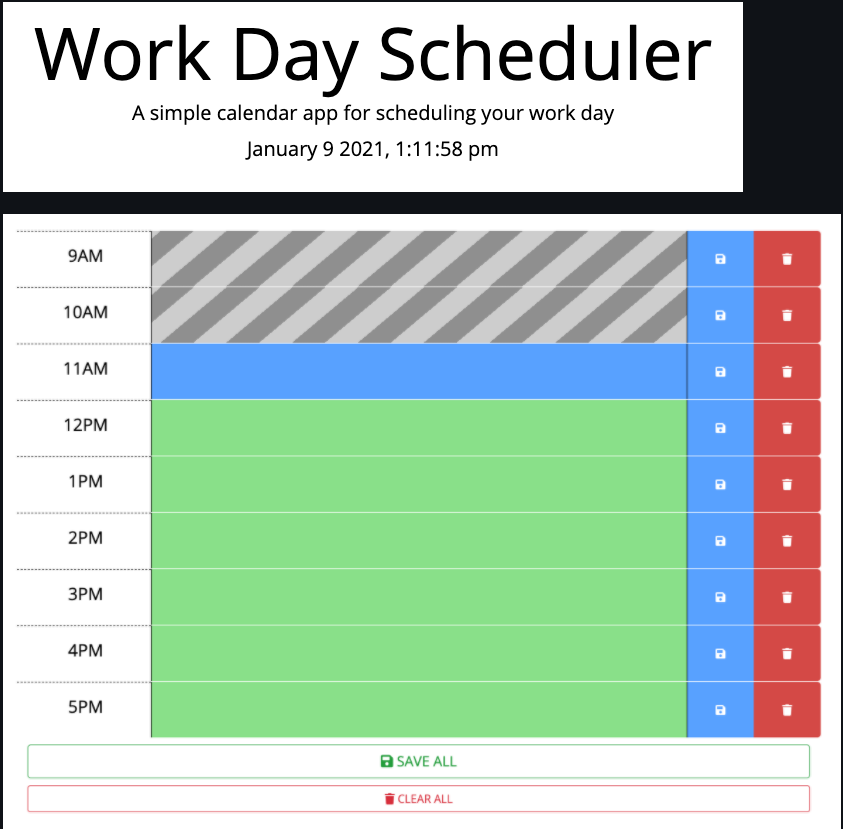 Work Day Scheduler
A simple calendar app for scheduling your work day
January 9 2021, 1:11:58 pm
9AM
10AM
11AM
12PM
1PM
2PM
3PM
4PM
5PM
SAVE ALL
CLEAR ALL